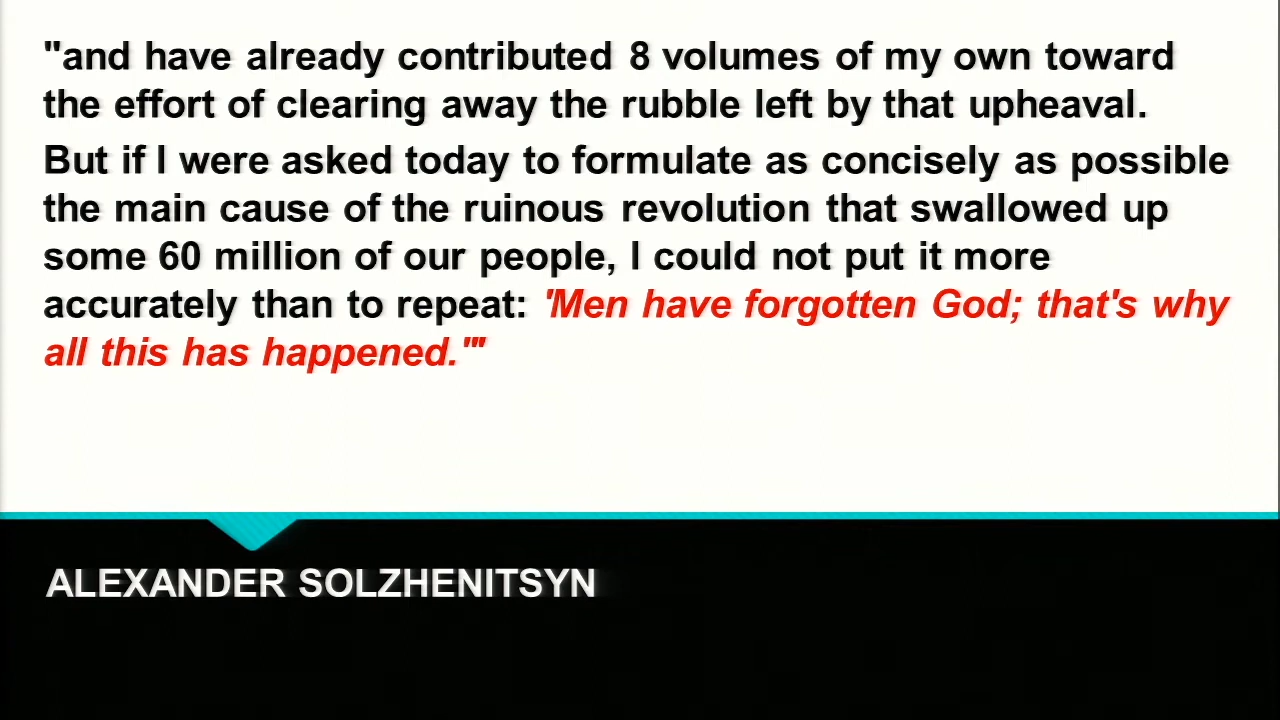 "and have already contributed 8 volumes of my own toward
the effort of clearing away the rubble left by that upheaval.
But if I were asked today to formulate as concisely as possible
the main cause of the ruinous revolution that swallowed up
some 60 million of our people, I could not put it more
accurately than to repeat: 'Men have forgotten God; that's why
all this has happened.'"
ALEXANDER SOLZHENITSYN